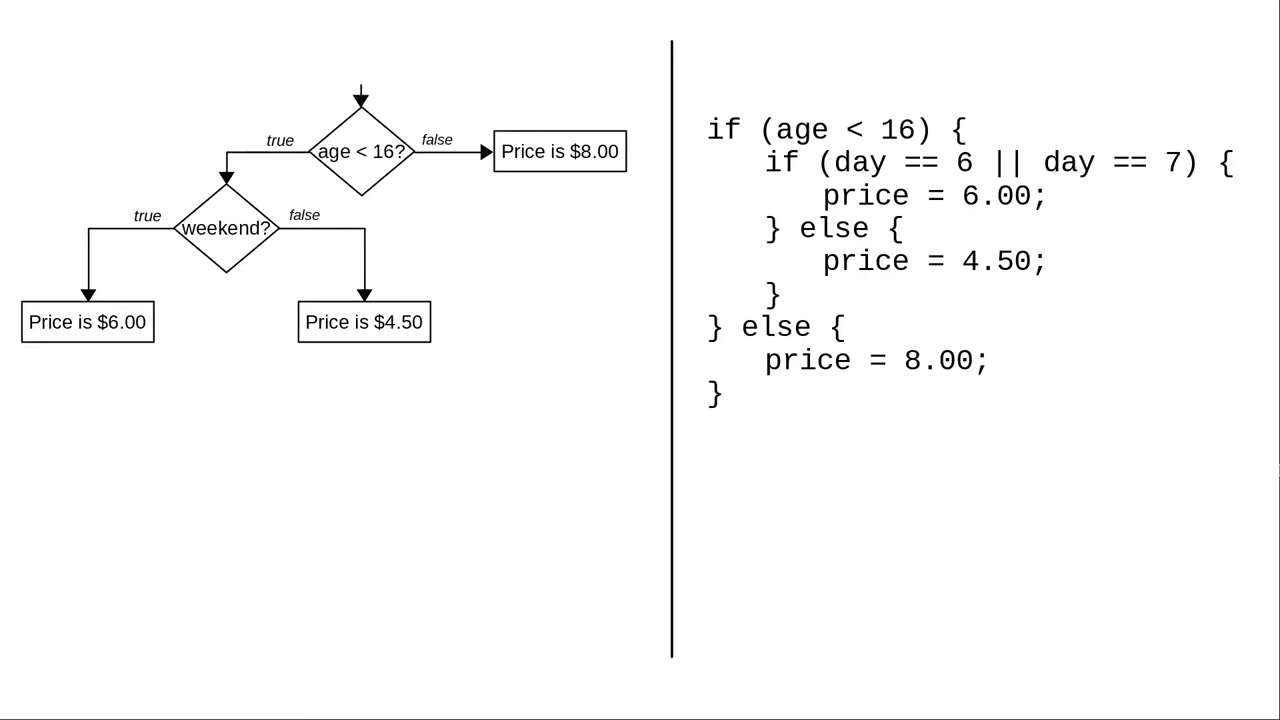 true
age < 16?
false
Price is $8.00
true
weekend?
false
Price is $6.00
Price is $4.50
if (age < 16) {
if (day == 6 || day == 7) {
price = 6.00;
} else {
price = 4.50;
}
} else {
price = 8.00;
}